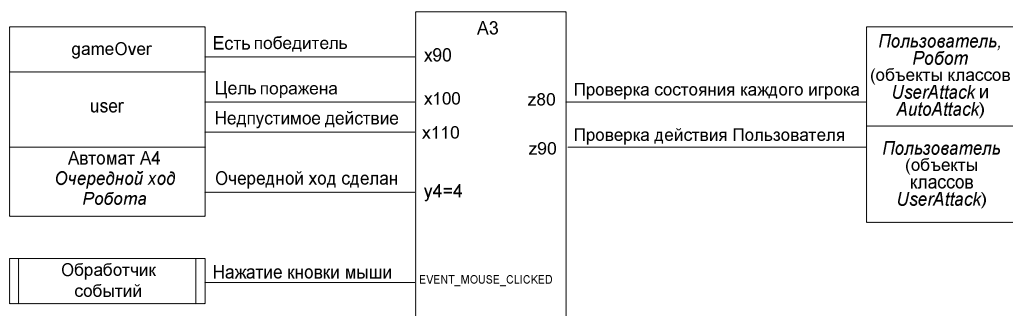 gameOver
Есть победитель
x90
user
Цель поражена
x100
Недпустимое действие
x110
Автомат А4
Очередной ход
Робота
Очередной ход сделан
y4=4
Обработчик
событий
Нажатие кновки мыши
EVENT_MOUSE_CLICKED
А3
z80
Проверка состояния каждого игрока
z90
Проверка действия Пользователя
Пользователь,
Робот
(объекты классов
UserAttack и
AutoAttack)
Пользователь
(объекты
классов
UserAttack)